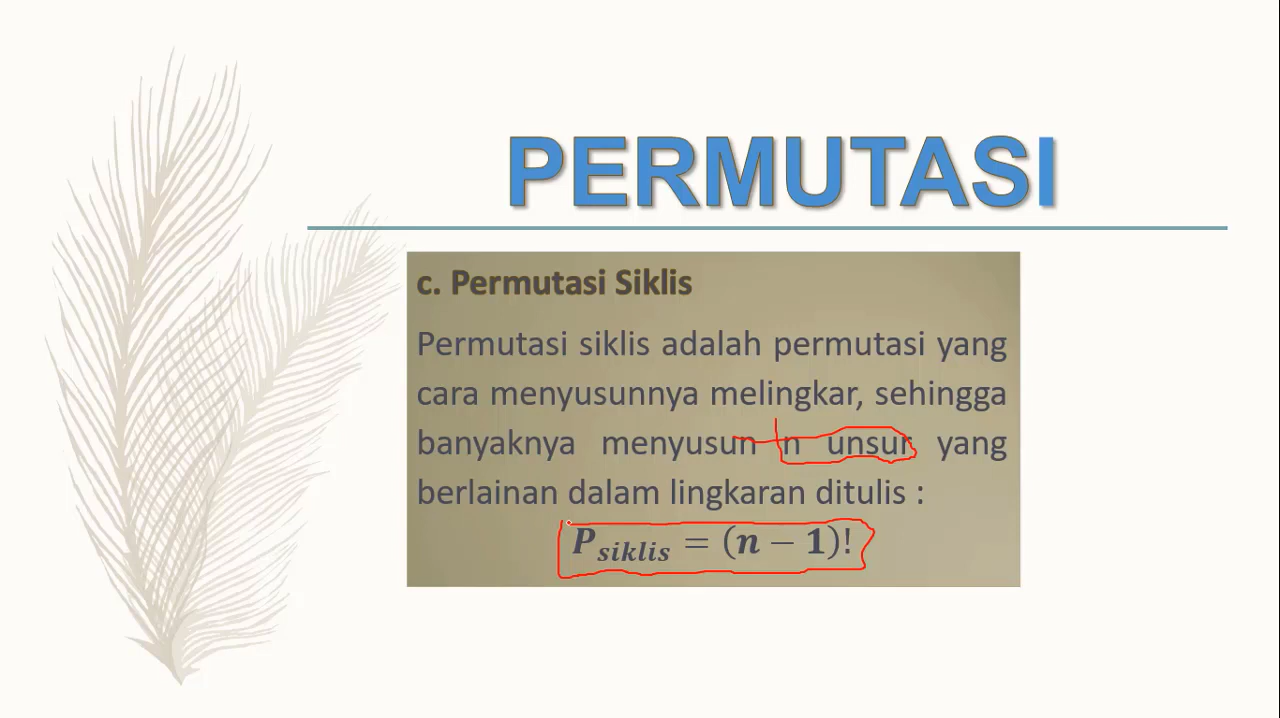 PERMUTASI
c. Permutasi Siklis
Permutasi siklis adalah permutasi yang
cara menyusunnya melingkar, sehingga
banyaknya menyusun n unsur yang
berlainan dalam lingkaran ditulis :
P_siklis = (n − 1)!